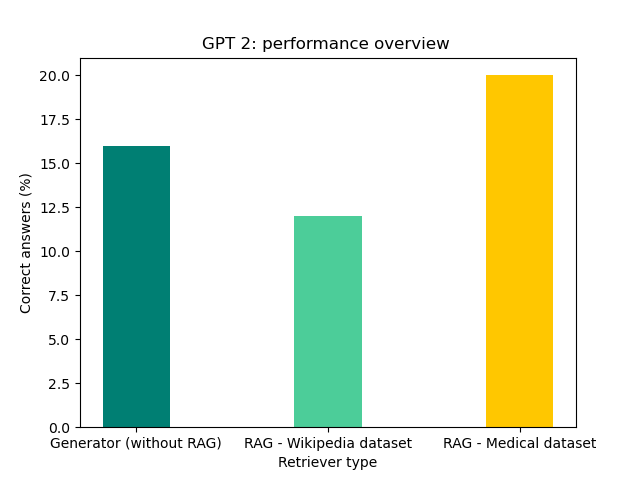 GPT 2: performance overview
20.0
17.5
15.0
12.5
10.0
7.5
5.0
2.5
0.0
Correct answers (%)
Generator (without RAG) RAG - Wikipedia dataset RAG - Medical dataset
Retriever type